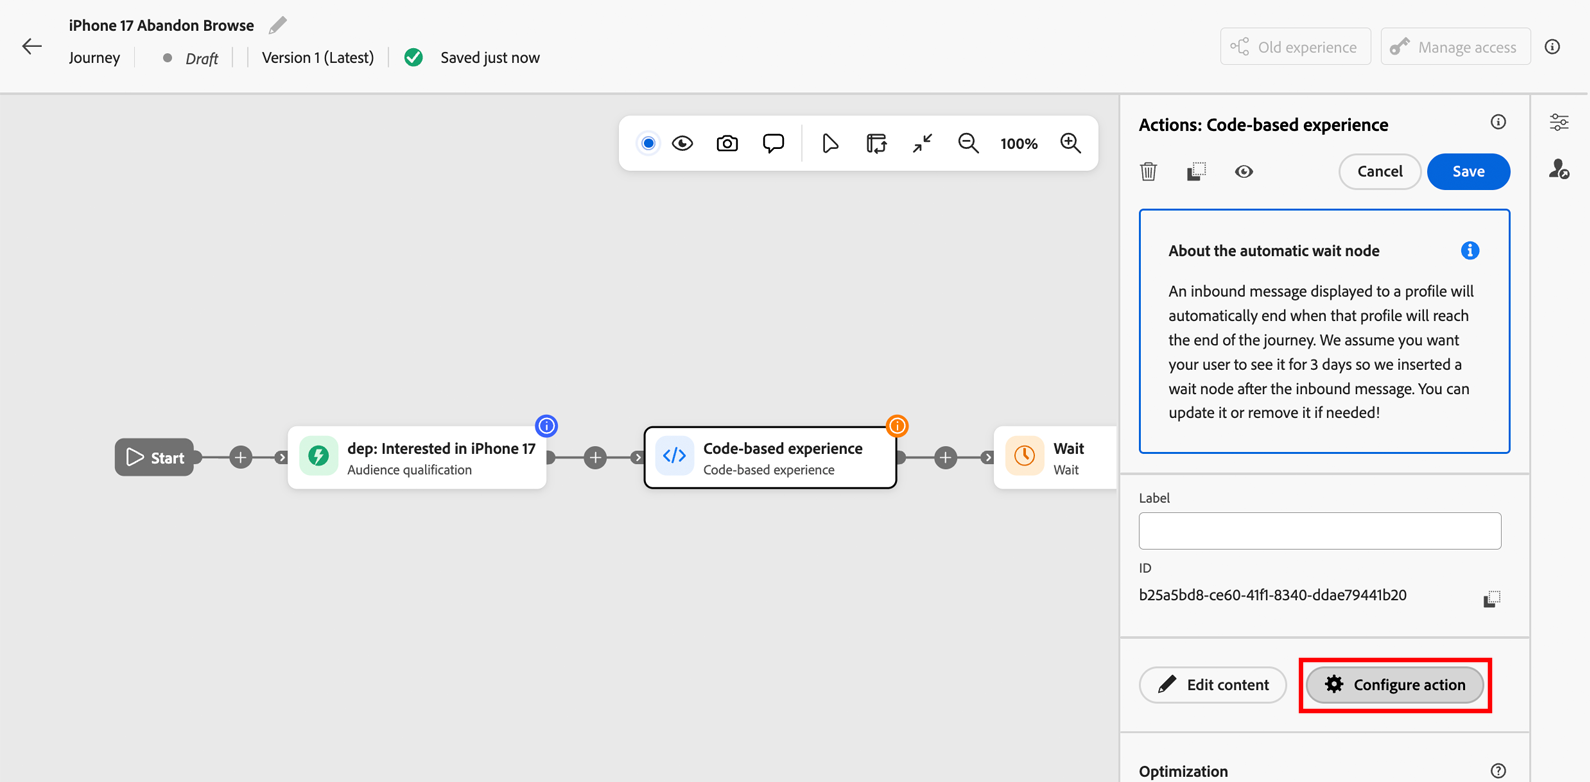 iPhone 17 Abandon Browse
Journey
Draft
Version 1 (Latest)
Saved just now
Old experience
Manage access
100%
Actions: Code-based experience
Cancel
Save
About the automatic wait node
An inbound message displayed to a profile will
automatically end when that profile will reach
the end of the journey. We assume you want
your user to see it for 3 days so we inserted a
wait node after the inbound message. You can
update it or remove it if needed!
Start
dep: Interested in iPhone 17
Audience qualification
Code-based experience
Code-based experience
Wait
Wait
Label
ID
b25a5bd8-ce60-41f1-8340-ddae79441b20
Edit content
Configure action
Optimization